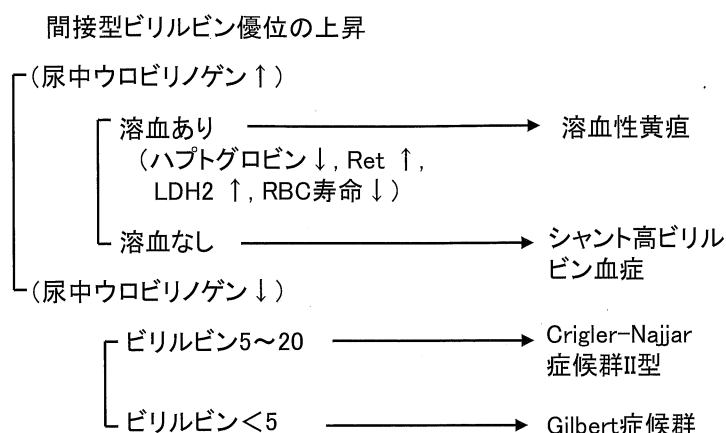 間接型ビリルビン優位の上昇
(尿中ウロビリノゲン↑)
溶血あり
溶血性黄疸
(ハプトグロビン↓, Ret ↑,
LDH2 ↑, RBC寿命↓)
溶血なし
シャント高ビリル
ビン血症
(尿中ウロビリノゲン↓)
ビリルビン5〜20
Crigler-Najjar
症候群II型
ビリルビン<5
Gilbert症候群